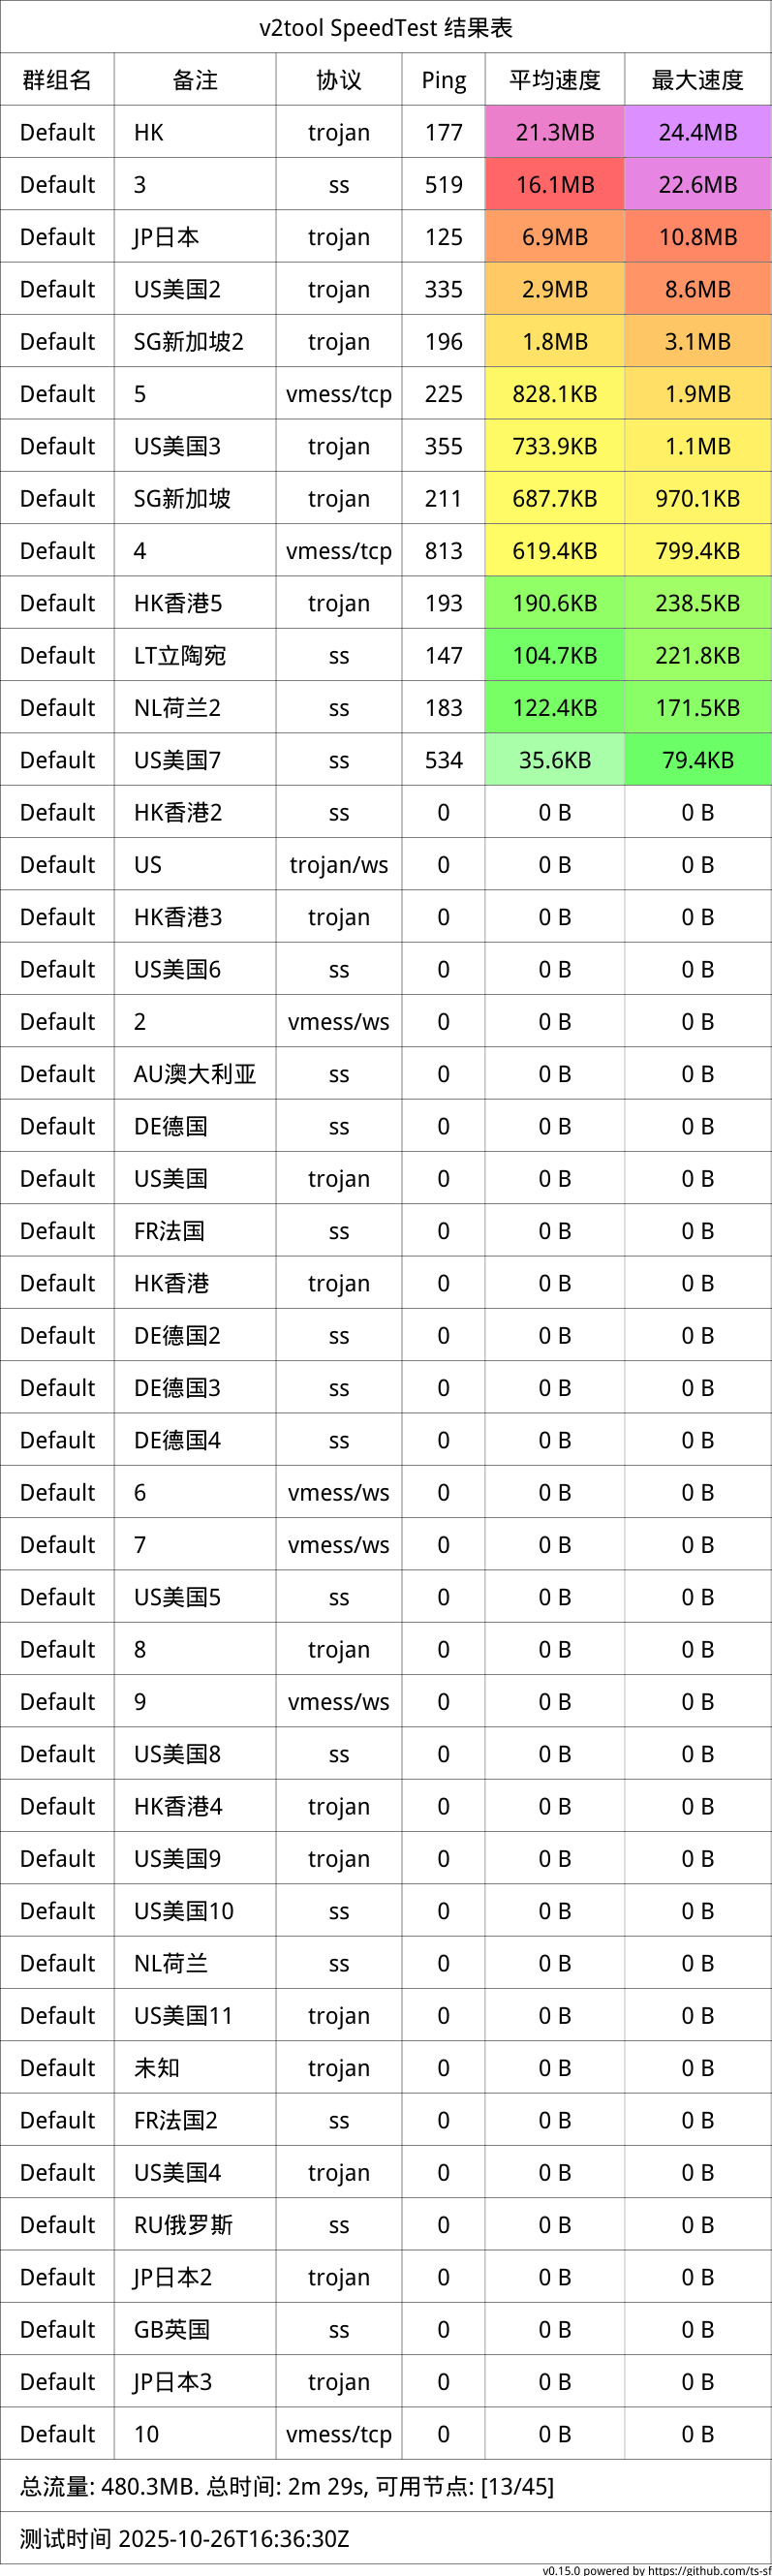 v2tool SpeedTest 结果表
群组名 备注 协议 Ping 平均速度 最大速度
Default HK trojan 177 21.3MB 24.4MB
Default 3 ss 519 16.1MB 22.6MB
Default JP日本 trojan 125 6.9MB 10.8MB
Default US美国2 trojan 335 2.9MB 8.6MB
Default SG新加坡2 trojan 196 1.8MB 3.1MB
Default 5 vmess/tcp 225 828.1KB 1.9MB
Default US美国3 trojan 355 733.9KB 1.1MB
Default SG新加坡 trojan 211 687.7KB 970.1KB
Default 4 vmess/tcp 813 619.4KB 799.4KB
Default HK香港5 trojan 193 190.6KB 238.5KB
Default LT立陶宛 ss 147 104.7KB 221.8KB
Default NL荷兰2 ss 183 122.4KB 171.5KB
Default US美国7 ss 534 35.6KB 79.4KB
Default HK香港2 ss 0 0 B 0 B
Default US trojan/ws 0 0 B 0 B
Default HK香港3 trojan 0 0 B 0 B
Default US美国6 ss 0 0 B 0 B
Default 2 vmess/ws 0 0 B 0 B
Default AU澳大利亚 ss 0 0 B 0 B
Default DE德国 ss 0 0 B 0 B
Default US美国 trojan 0 0 B 0 B
Default FR法国 ss 0 0 B 0 B
Default HK香港 trojan 0 0 B 0 B
Default DE德国2 ss 0 0 B 0 B
Default DE德国3 ss 0 0 B 0 B
Default DE德国4 ss 0 0 B 0 B
Default 6 vmess/ws 0 0 B 0 B
Default 7 vmess/ws 0 0 B 0 B
Default US美国5 ss 0 0 B 0 B
Default 8 trojan 0 0 B 0 B
Default 9 vmess/ws 0 0 B 0 B
Default US美国8 ss 0 0 B 0 B
Default HK香港4 trojan 0 0 B 0 B
Default US美国9 trojan 0 0 B 0 B
Default US美国10 ss 0 0 B 0 B
Default NL荷兰 ss 0 0 B 0 B
Default US美国11 trojan 0 0 B 0 B
Default 未知 trojan 0 0 B 0 B
Default FR法国2 ss 0 0 B 0 B
Default US美国4 trojan 0 0 B 0 B
Default RU俄罗斯 ss 0 0 B 0 B
Default JP日本2 trojan 0 0 B 0 B
Default GB英国 ss 0 0 B 0 B
Default JP日本3 trojan 0 0 B 0 B
Default 10 vmess/tcp 0 0 B 0 B
总流量: 480.3MB. 总时间: 2m 29s, 可用节点: [13/45]
测试时间 2025-10-26T16:36:30Z
v0.15.0 powered by https://github.com/ts-sf